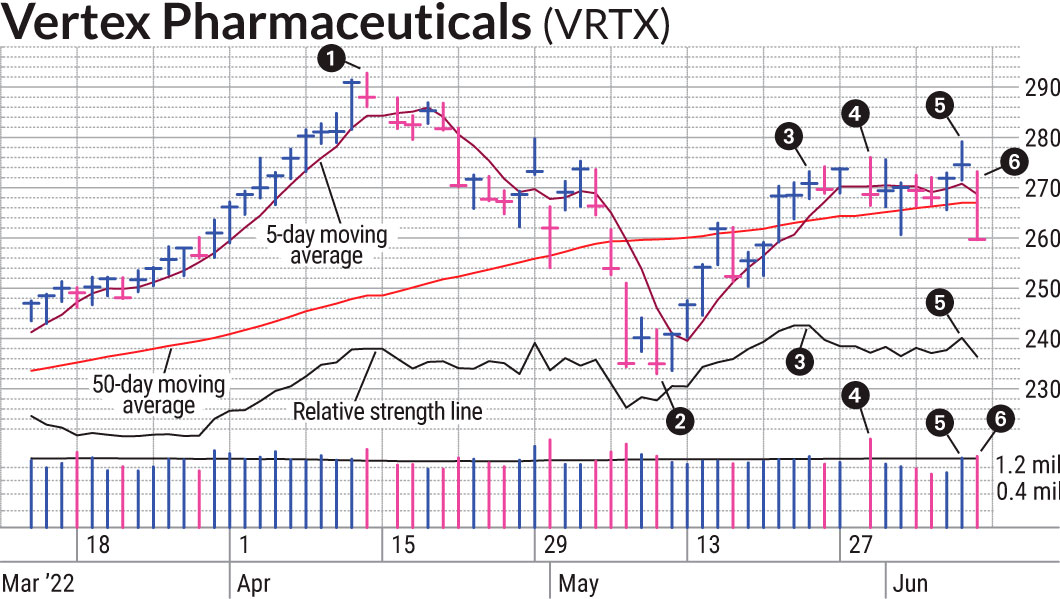 Vertex Pharmaceuticals (VRTX)
1
290
5
4
280
3
6
270
5-day moving
average
260
250
5
240
3
50-day moving
average
230
Relative strength line
4
2
5
6
1.2 mil
0.4 mil
18
1
15
29
13
27
Mar ’22
Apr
May
Jun